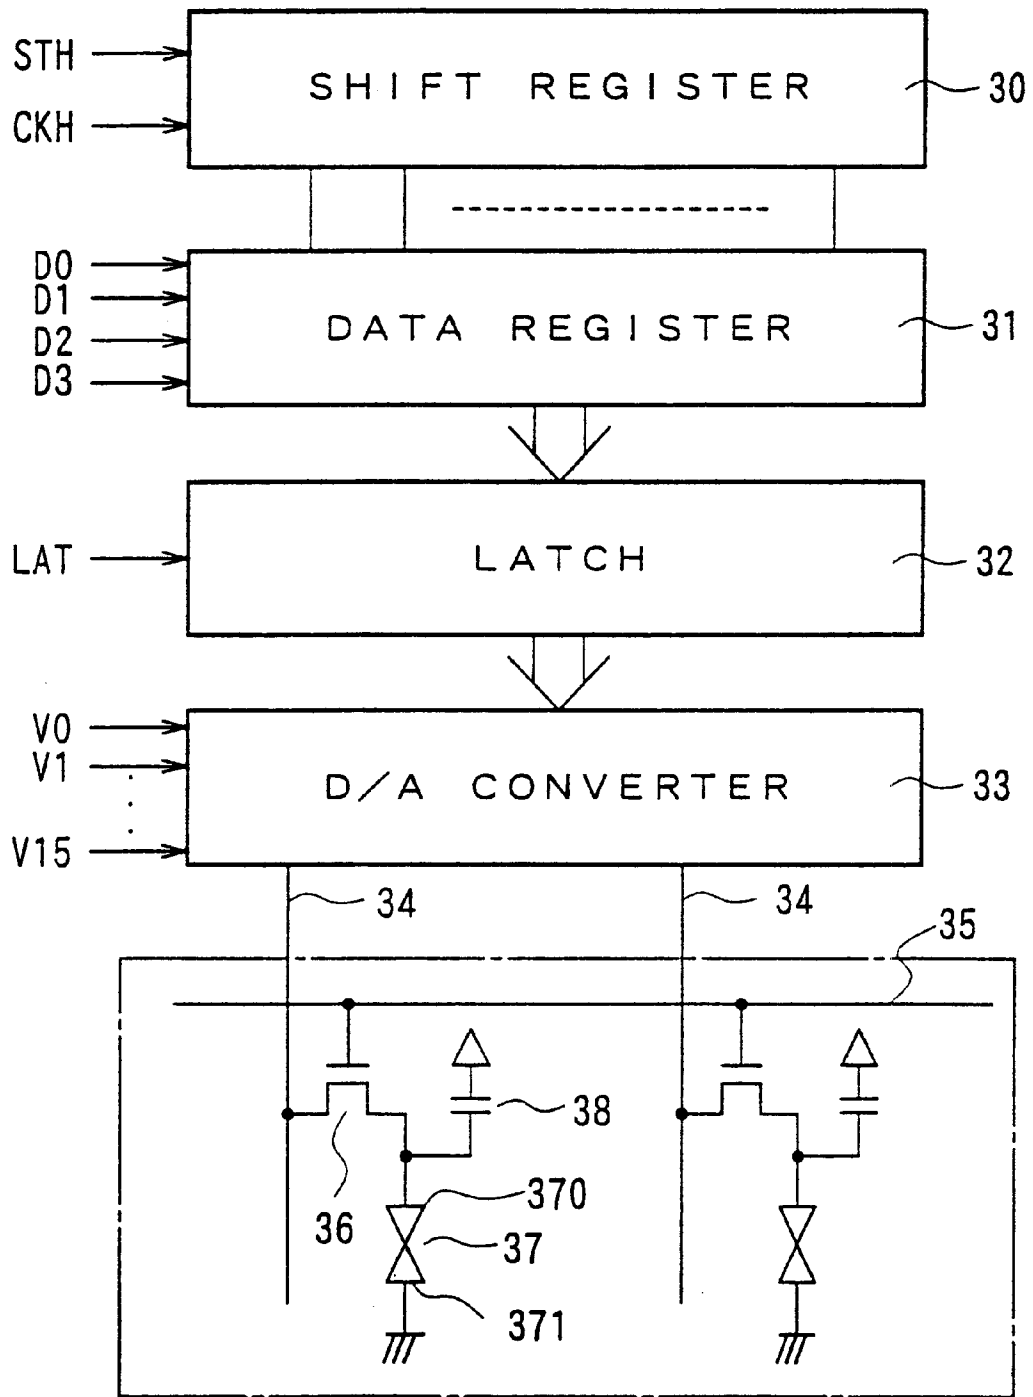 STH
SHIFT REGISTER
30
CKH
D0
D1
DATA REGISTER
31
D2
D3
LAT
LATCH
32
V0
V1
D/A CONVERTER
33
V15
34
34
35
38
36
370
37
371